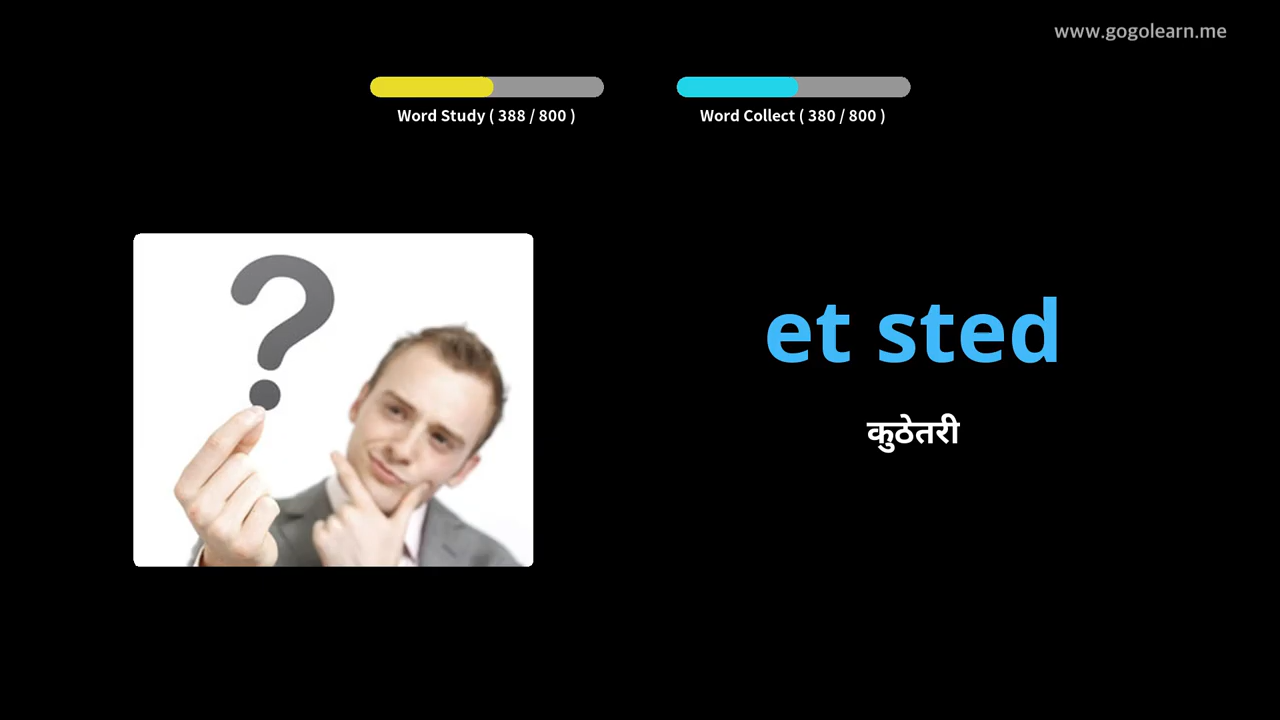 www.gogolearn.me
Word Study ( 388 / 800 )
Word Collect ( 380 / 800 )
et sted
कुठेतरी